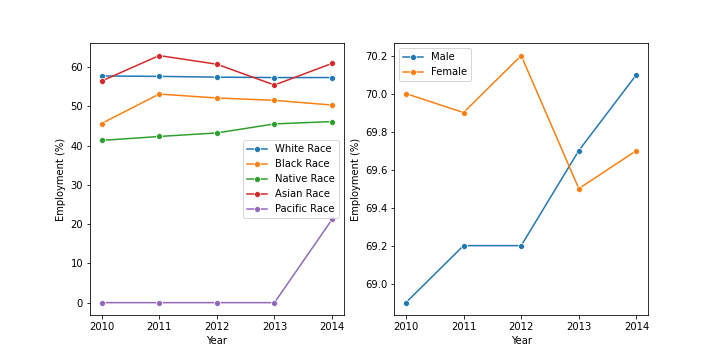 Employment (%)
60
50
40
30
20
10
0
White Race
Black Race
Native Race
Asian Race
Pacific Race
2010 2011 2012 2013 2014
Year
Employment (%)
70.2
70.0
69.8
69.6
69.4
69.2
69.0
Male
Female
2010 2011 2012 2013 2014
Year